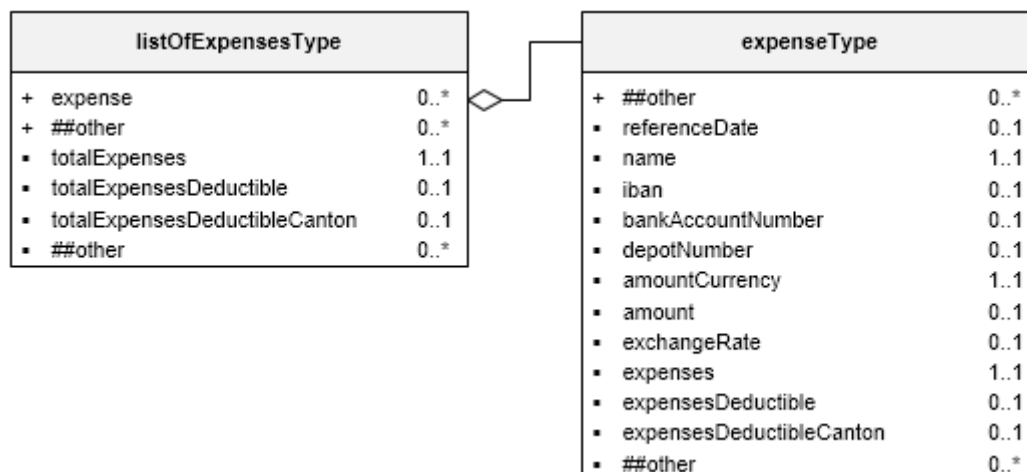 listOfExpensesType
+ expense 0..*
+ ##other 0..*
▪ totalExpenses 1..1
▪ totalExpensesDeductible 0..1
▪ totalExpensesDeductibleCanton 0..1
▪ ##other 0..*
expenseType
+ ##other 0..*
▪ referenceDate 0..1
▪ name 1..1
▪ iban 0..1
▪ bankAccountNumber 0..1
▪ depotNumber 0..1
▪ amountCurrency 1..1
▪ amount 0..1
▪ exchangeRate 0..1
▪ expenses 1..1
▪ expensesDeductible 0..1
▪ expensesDeductibleCanton 0..1
▪ ##other 0..*